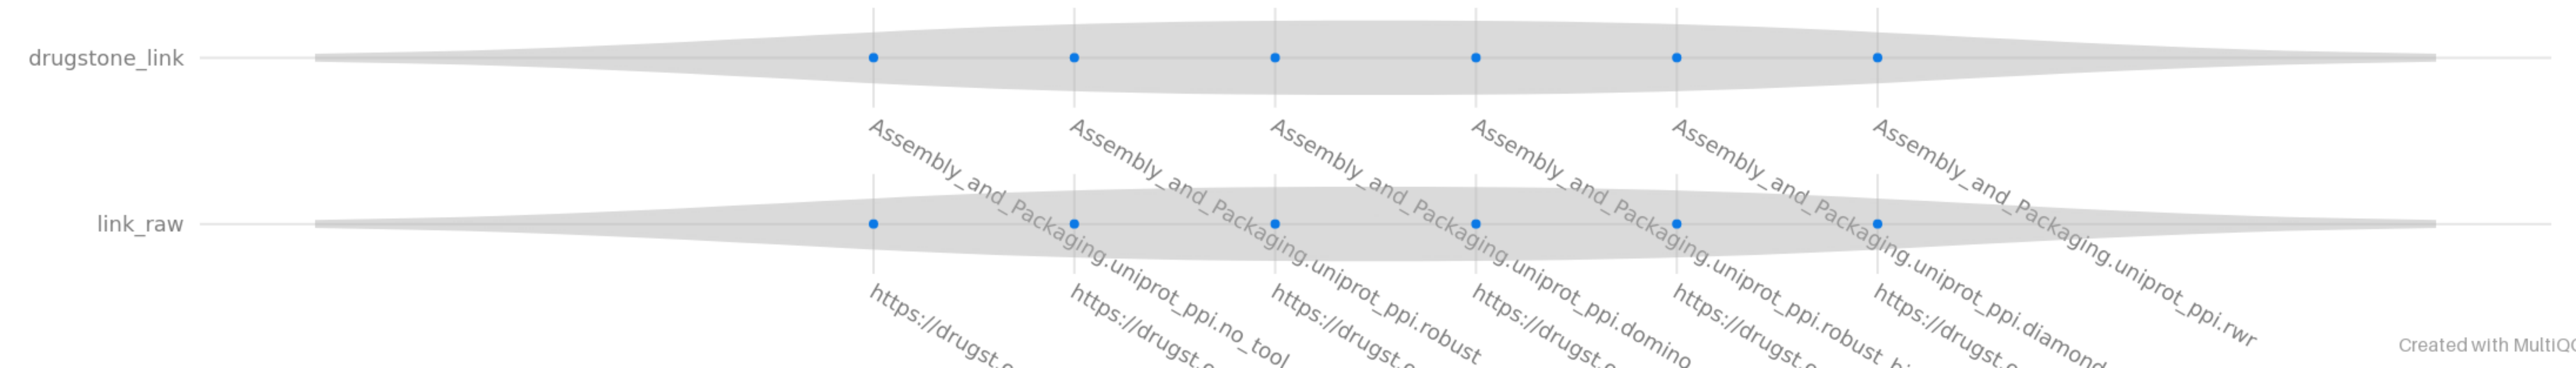 drugstone_link
Assembly_and_Packaging.uniprot_ppi.no_tool
Assembly_and_Packaging.uniprot_ppi.robust
Assembly_and_Packaging.uniprot_ppi.domino
Assembly_and_Packaging.uniprot_ppi.robust_bi
Assembly_and_Packaging.uniprot_ppi.diamond
Assembly_and_Packaging.uniprot_ppi.rwr
link_raw
https://drugst.o
https://drugst.o
https://drugst.o
https://drugst.o
https://drugst.o
https://drugst.o
Created with MultiQC